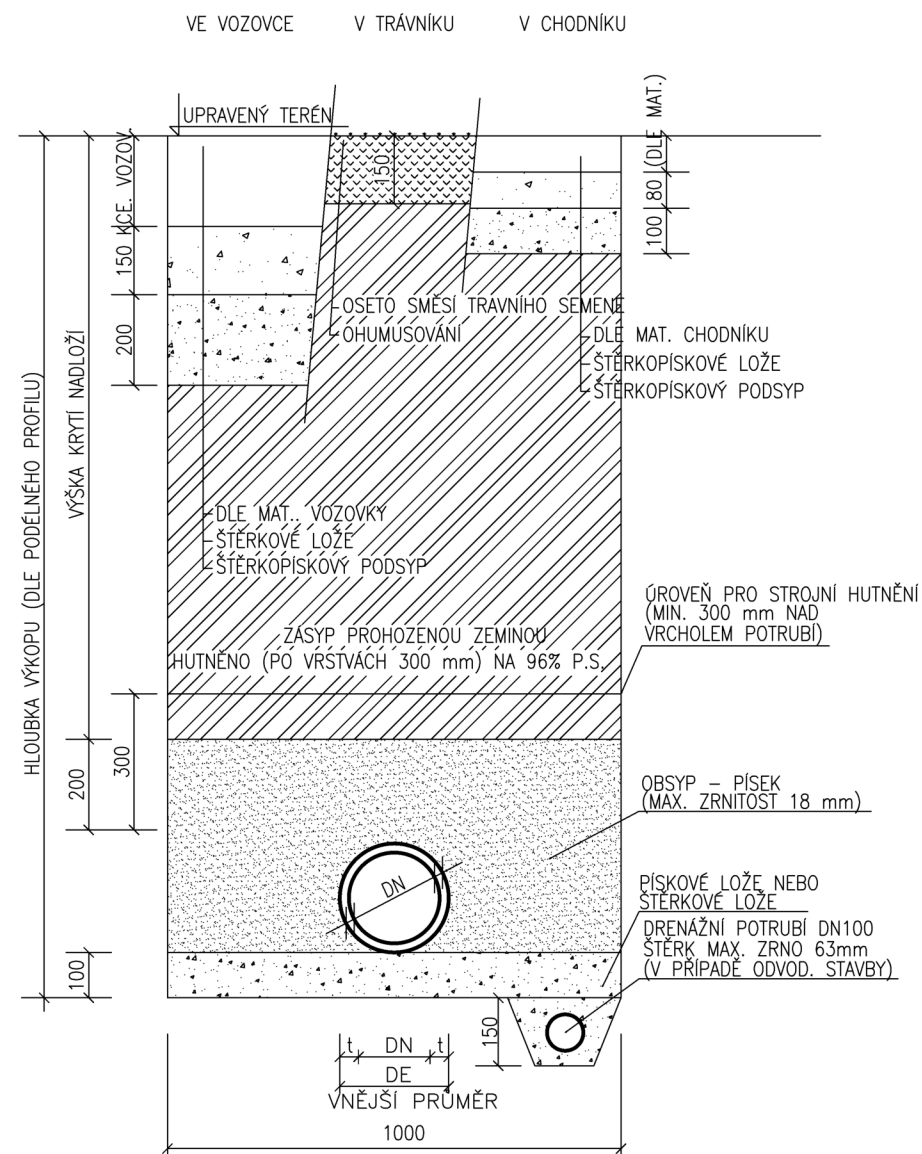 VE VOZOVCE
V TRÁVNÍKU
V CHODNÍKU
UPRAVENÝ TERÉN
KCE. VOZOV.
150
200
150
(DLE MAT.)
80
100
OSETO SMĚSÍ TRAVNÍHO SEMENE
OHUMUSOVÁNÍ
DLE MAT. CHODNÍKU
ŠTĚRKOPÍSKOVÉ LOŽE
ŠTĚRKOPÍSKOVÝ PODSYP
HLOUBKA VÝKOPU (DLE PODÉLNÉHO PROFILU)
VÝŠKA KRYTÍ NADLOŽÍ
DLE MAT.. VOZOVKY
ŠTĚRKOVÉ LOŽE
ŠTĚRKOPÍSKOVÝ PODSYP
ÚROVEŇ PRO STROJNÍ HUTNĚNÍ
(MIN. 300 mm NAD
VRCHOLEM POTRUBÍ)
ZÁSYP PROHOZENOU ZEMINOU
HUTNĚNO (PO VRSTVÁCH 300 mm) NA 96% P.S.
200
300
OBSYP – PÍSEK
(MAX. ZRNITOST 18 mm)
DN
PÍSKOVÉ LOŽE NEBO
ŠTĚRKOVÉ LOŽE
DRENÁŽNÍ POTRUBÍ DN100
ŠTĚRK MAX. ZRNO 63mm
(V PŘÍPADĚ ODVOD. STAVBY)
100
150
t DN t
DE
VNĚJŠÍ PRŮMĚR
1000